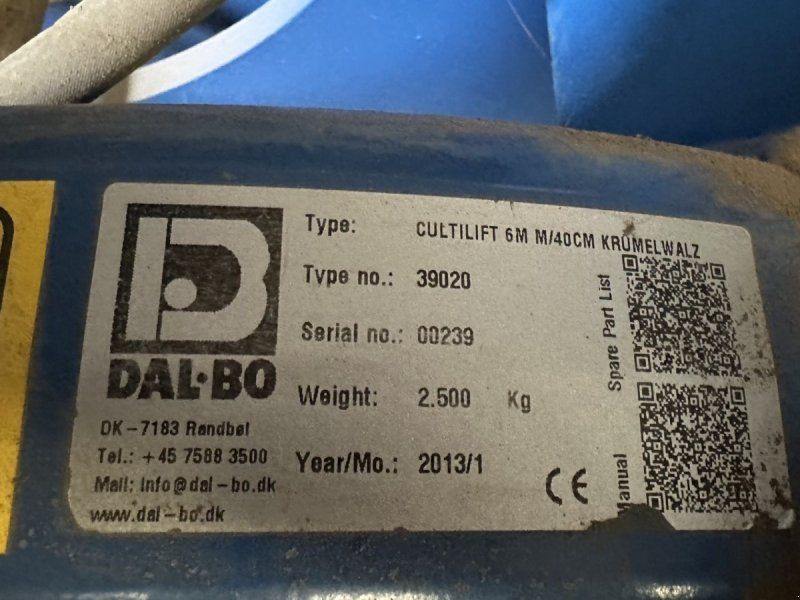 DAL·BO
DK-7183 Randbøl
Tel.: +45 7588 3500
Mail: info@dal-bo.dk
www.dal-bo.dk
Type: CULTILIFT 6M M/40CM KRÜMELWALZ
Type no.: 39020
Serial no.: 00239
Weight: 2.500 Kg
Year/Mo.: 2013/1
CE
Spare Part List
Manual